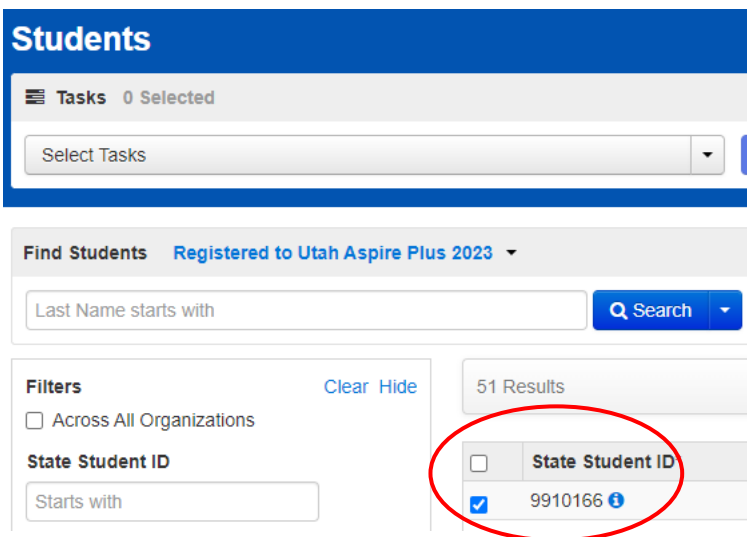 Students
Tasks 0 Selected
Select Tasks
Find Students Registered to Utah Aspire Plus 2023
Last Name starts with
Search
Filters Clear Hide
Across All Organizations
State Student ID
Starts with
51 Results
State Student ID
9910166